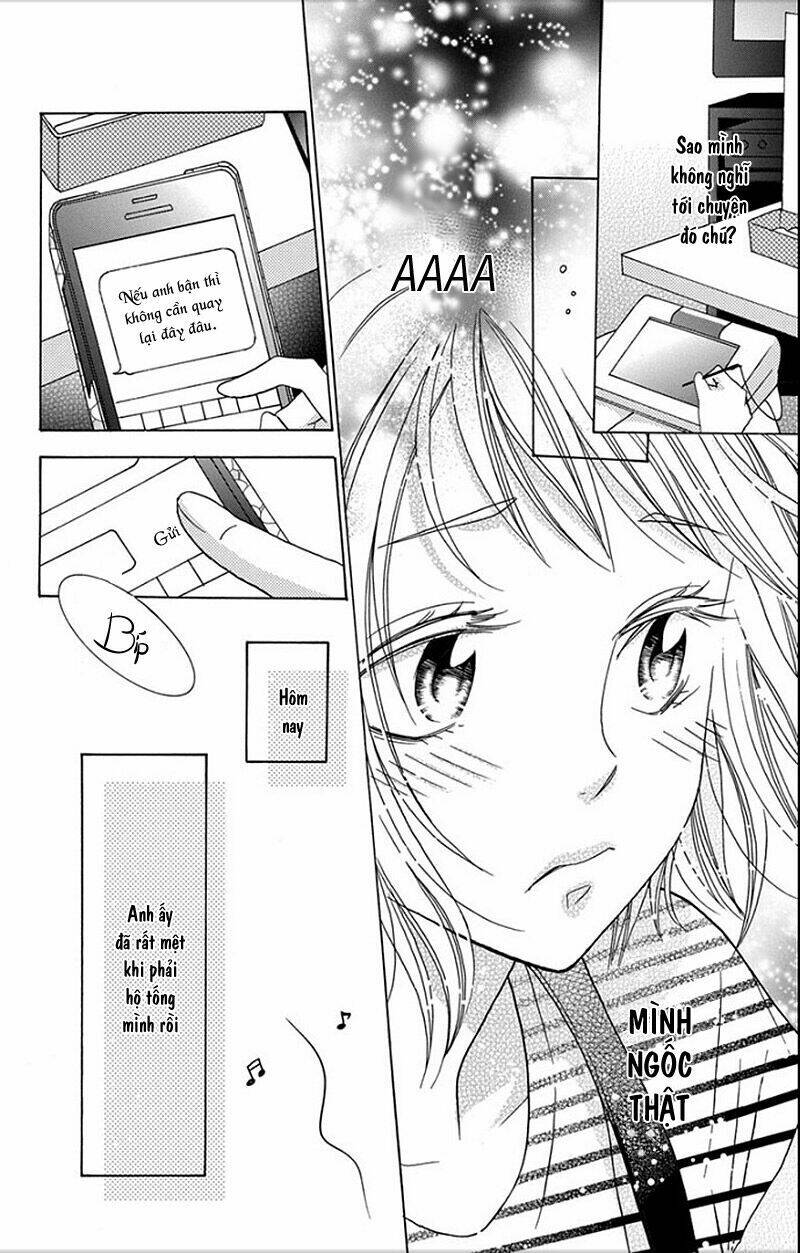 Sao mình
không nghĩ
tới chuyện
đó chứ?
AAAA
MÌNH
NGỐC
THẬT
Nếu anh bận thì
không cần quay
lại đây đâu.
Gửi
Bíp
Hôm
nay
Anh ấy
đã rất mệt
khi phải
hộ tống
mình rồi